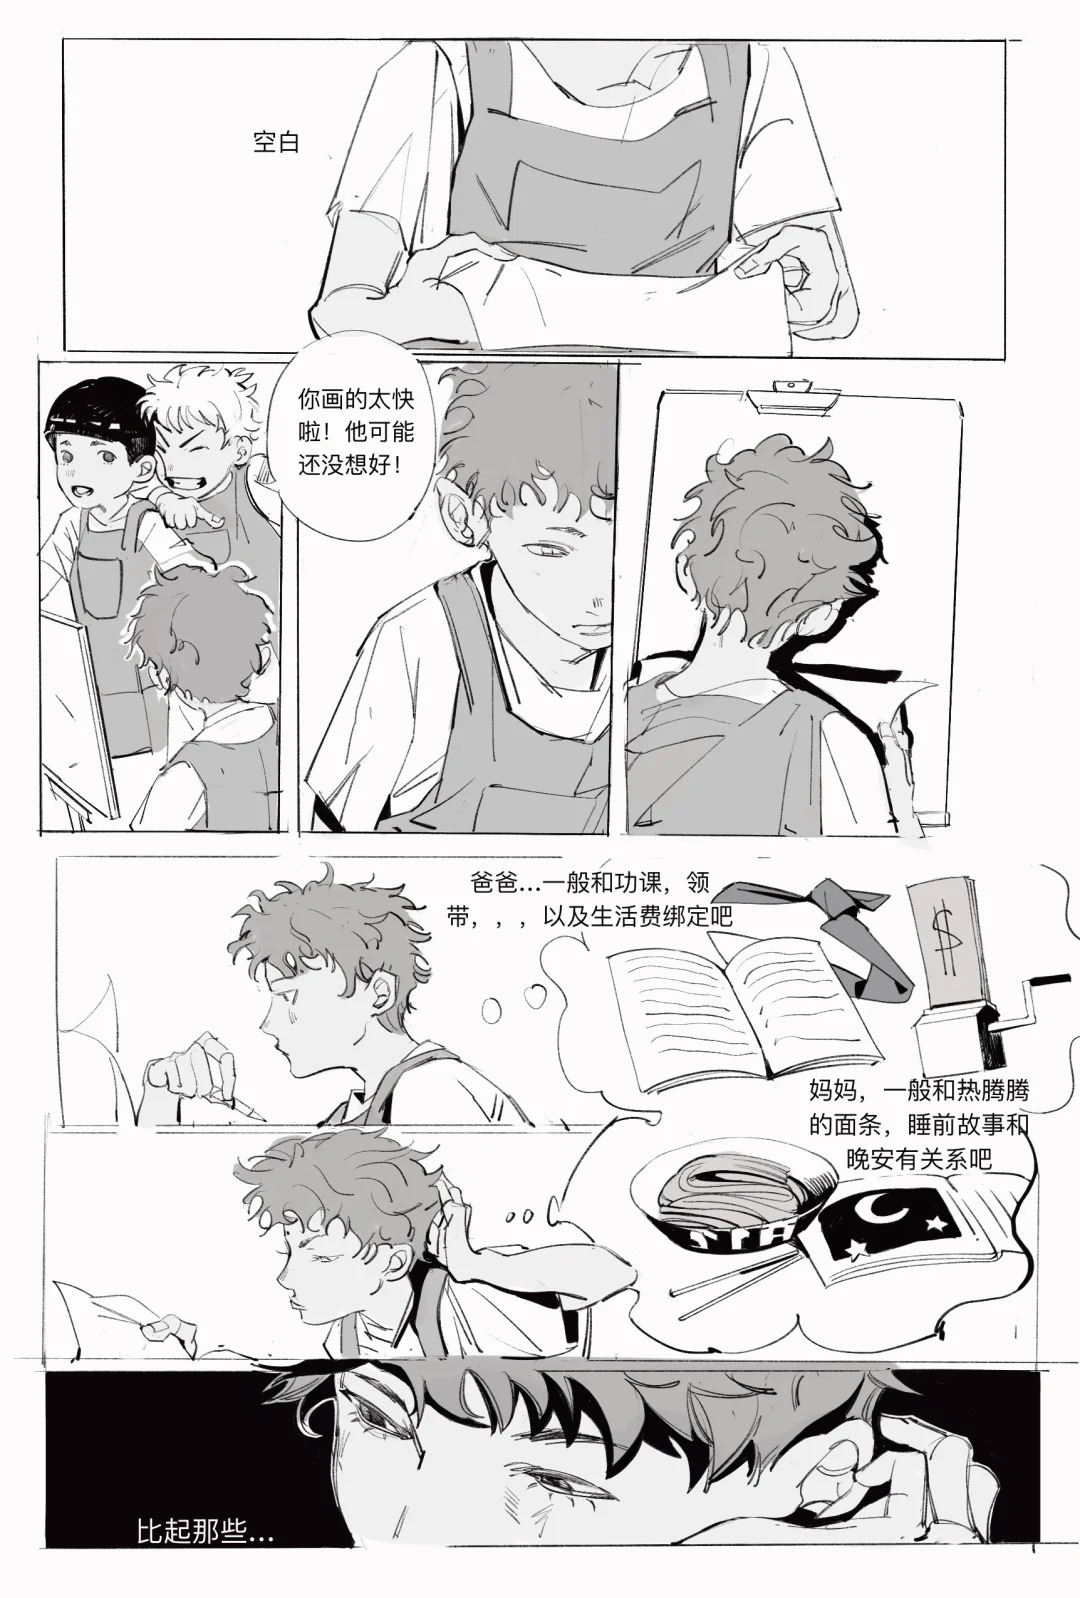 空白
你画的太快
啦！他可能
还没想好！
爸爸...一般和功课，领
带，，，以及生活费绑定吧
$
妈妈，一般和热腾腾
的面条，睡前故事和
晚安有关系吧
比起那些...